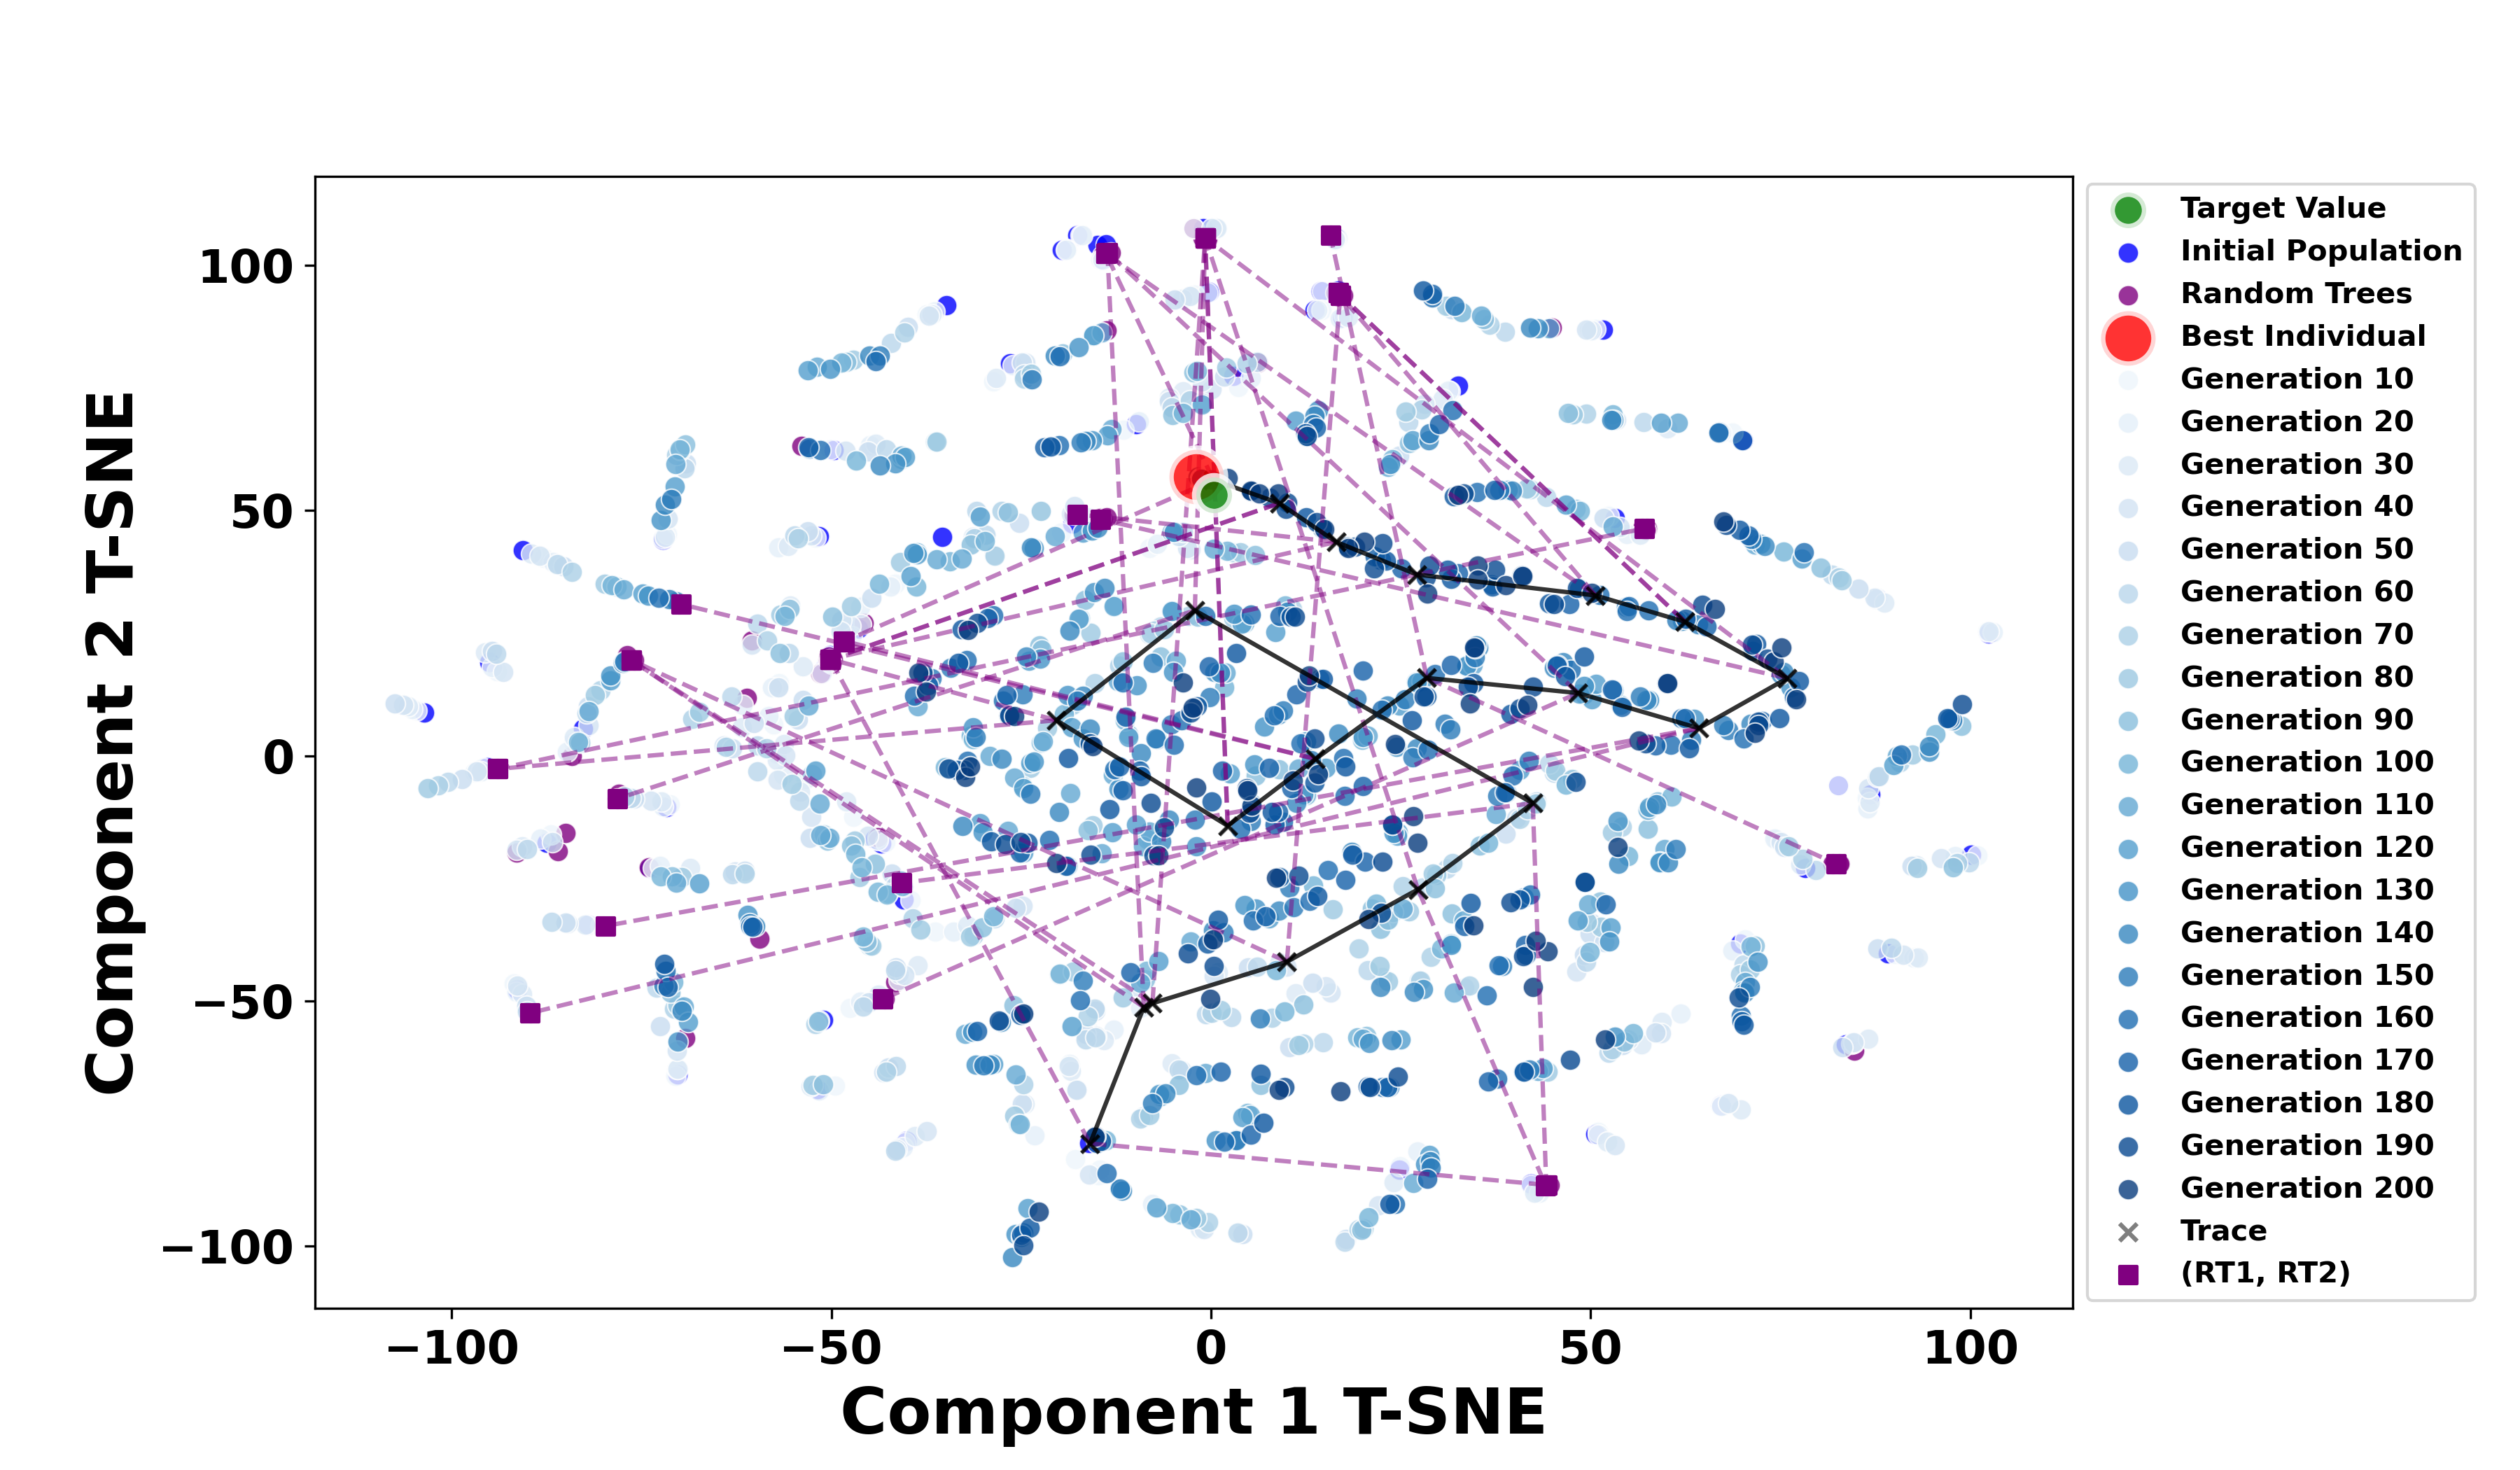 Component 2 T-SNE
100
50
0
−50
−100
−100
−50
0
50
100
Component 1 T-SNE
Target Value
Initial Population
Random Trees
Best Individual
Generation 10
Generation 20
Generation 30
Generation 40
Generation 50
Generation 60
Generation 70
Generation 80
Generation 90
Generation 100
Generation 110
Generation 120
Generation 130
Generation 140
Generation 150
Generation 160
Generation 170
Generation 180
Generation 190
Generation 200
Trace
(RT1, RT2)